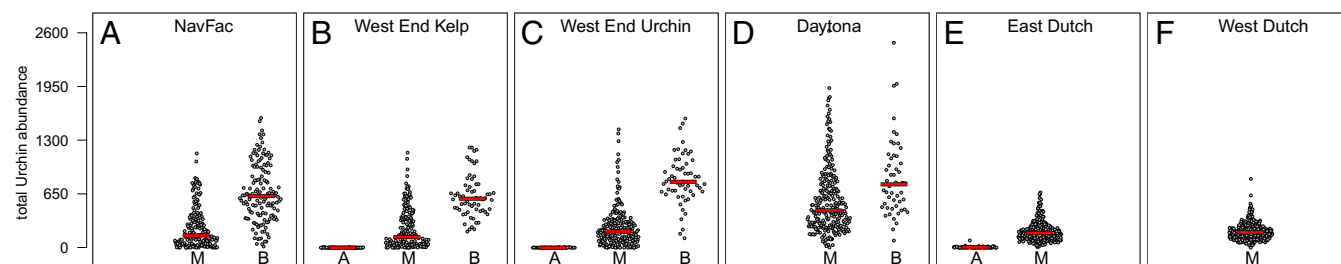 A NavFac
B West End Kelp
C West End Urchin
D Daytona
E East Dutch
F West Dutch
total Urchin abundance
2600
1950
1300
650
0
M B
A M B
A M B
M B
A M
M